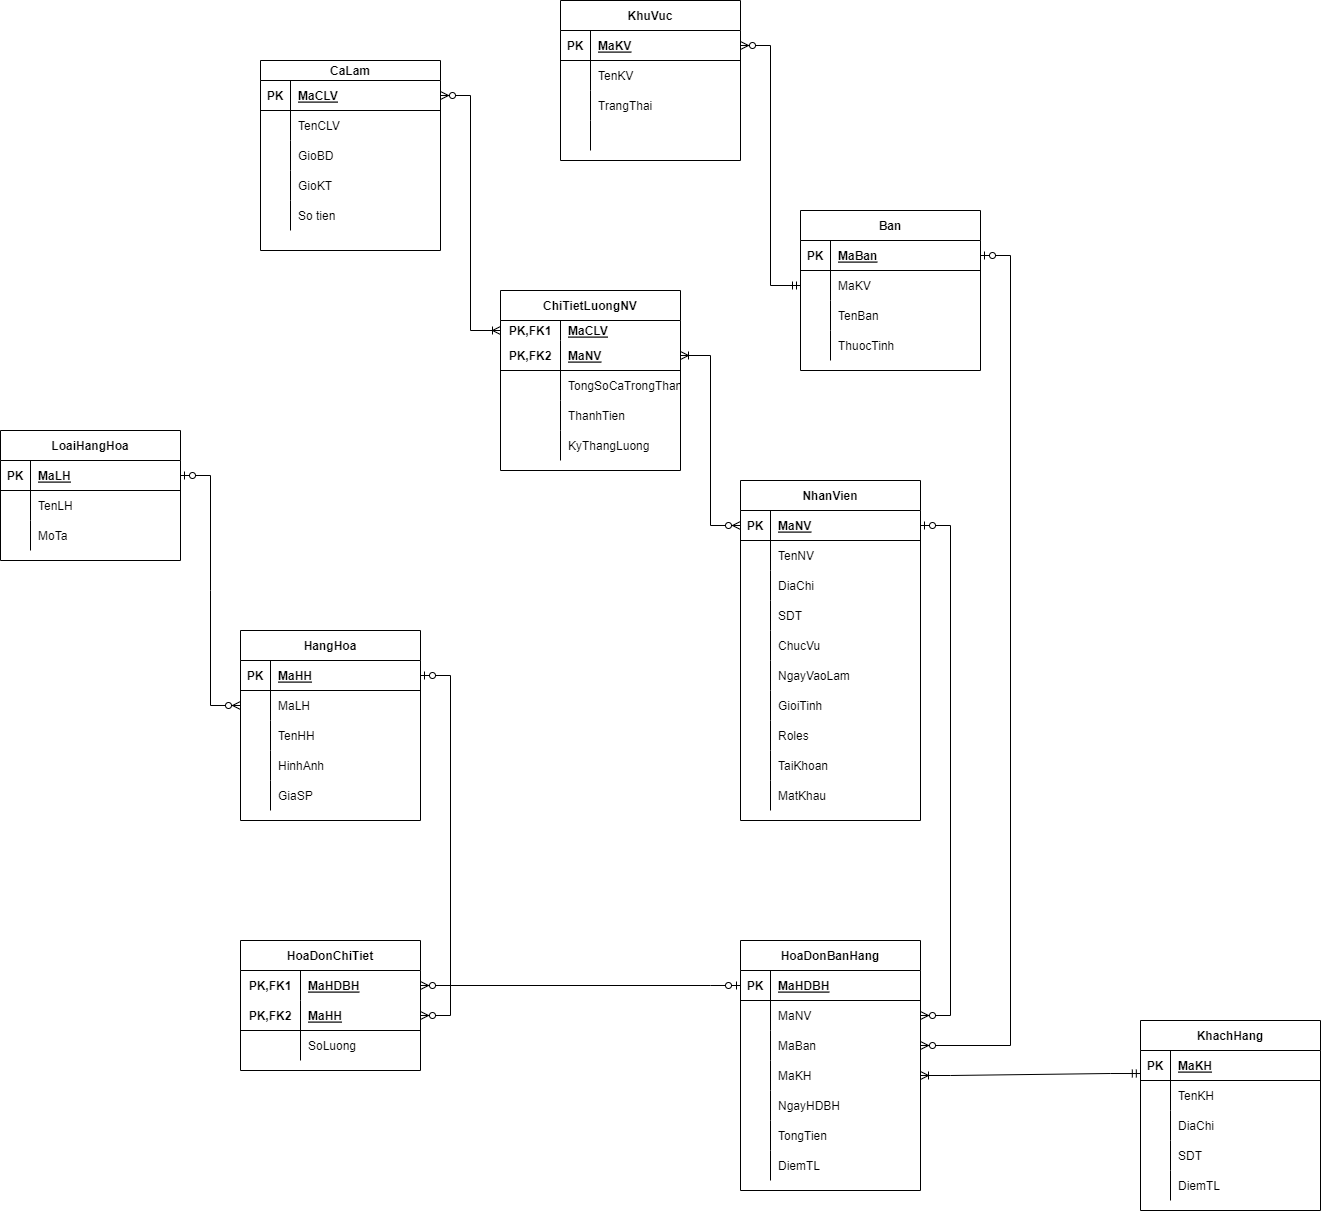 KhuVuc
PK MaKV
TenKV
TrangThai
CaLam
PK MaCLV
TenCLV
GioBD
GioKT
So tien
Ban
PK MaBan
MaKV
TenBan
ThuocTinh
ChiTietLuongNV
PK,FK1 MaCLV
PK,FK2 MaNV
TongSoCaTrongThan
ThanhTien
KyThangLuong
LoaiHangHoa
PK MaLH
TenLH
MoTa
NhanVien
PK MaNV
TenNV
DiaChi
SDT
ChucVu
NgayVaoLam
GioiTinh
Roles
TaiKhoan
MatKhau
HangHoa
PK MaHH
MaLH
TenHH
HinhAnh
GiaSP
HoaDonChiTiet
PK,FK1 MaHDBH
PK,FK2 MaHH
SoLuong
HoaDonBanHang
PK MaHDBH
MaNV
MaBan
MaKH
NgayHDBH
TongTien
DiemTL
KhachHang
PK MaKH
TenKH
DiaChi
SDT
DiemTL